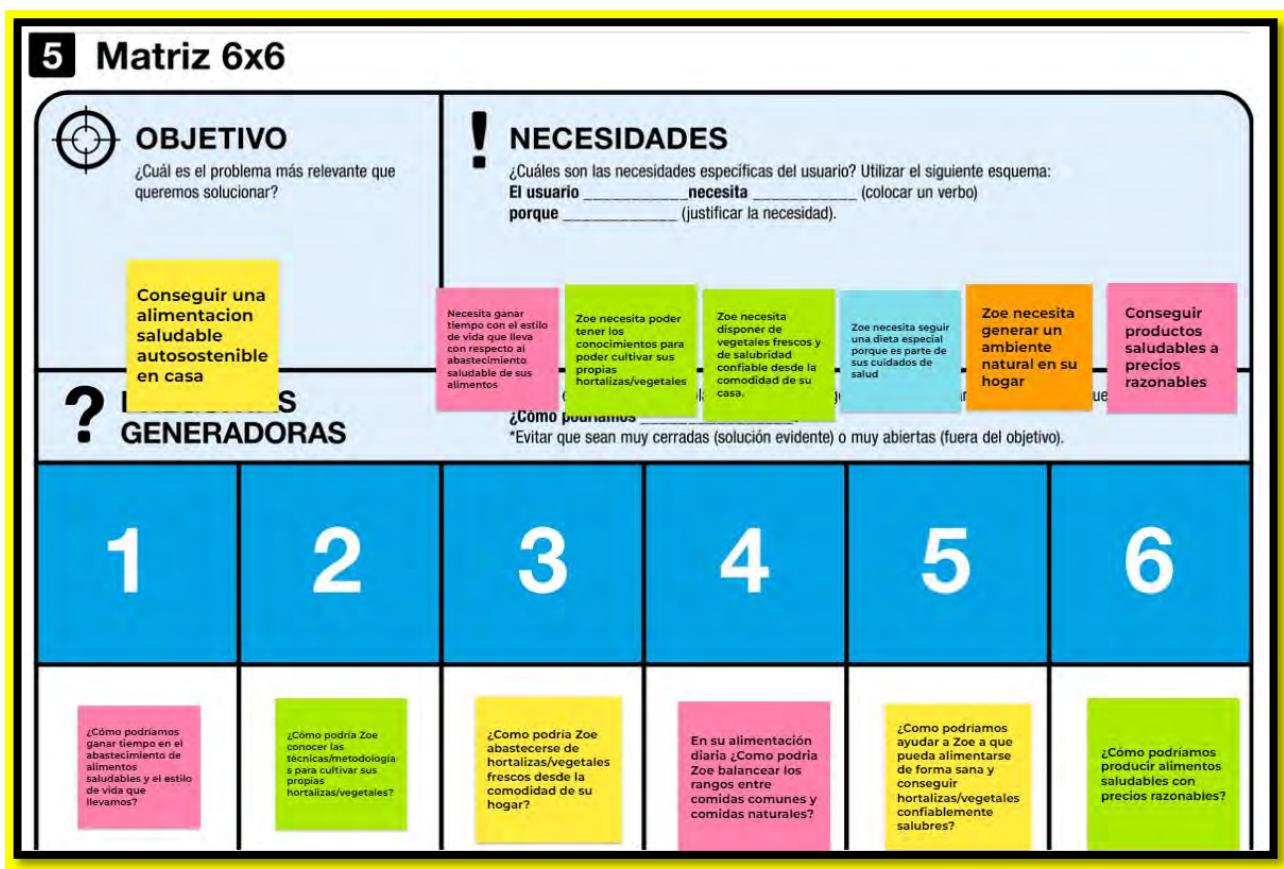 5 Matriz 6x6
OBJETIVO
¿Cuál es el problema más relevante que
queremos solucionar?
Conseguir una
alimentacion
saludable
autosostenible
en casa
NECESIDADES
¿Cuáles son las necesidades específicas del usuario? Utilizar el siguiente esquema:
El usuario ____________necesita ____________ (colocar un verbo)
porque _____________ (justificar la necesidad).
Necesita ganar
tiempo con el estilo
de vida que lleva
con respecto al
abastecimiento
saludable de sus
alimentos
Zoe necesita poder
tener los
conocimientos para
poder cultivar sus
propias
hortalizas/vegetales
Zoe necesita
disponer de
vegetales frescos y
de salubridad
confiable desde la
comodidad de su
casa.
Zoe necesita seguir
una dieta especial
porque es parte de
sus cuidados de
salud
Zoe necesita
generar un
ambiente
natural en su
hogar
Conseguir
productos
saludables a
precios
razonables
GENERADORAS
¿Cómo podríamos __________________.
*Evitar que sean muy cerradas (solución evidente) o muy abiertas (fuera del objetivo).
1
2
3
4
5
6
¿Cómo podríamos
ganar tiempo en el
abastecimiento de
alimentos
saludables y el estilo
de vida que
llevamos?
¿Cómo podría Zoe
conocer las
técnicas/metodología
s para cultivar sus
propias
hortalizas/vegetales?
¿Cómo podría Zoe
abastecerse de
hortalizas/vegetales
frescos desde la
comodidad de su
hogar?
En su alimentación
diaria ¿Como podria
Zoe balancear los
rangos entre
comidas comunes y
comidas naturales?
¿Como podríamos
ayudar a Zoe a que
pueda alimentarse
de forma sana y
conseguir
hortalizas/vegetales
confiablemente
salubres?
¿Cómo podríamos
producir alimentos
saludables con
precios razonables?